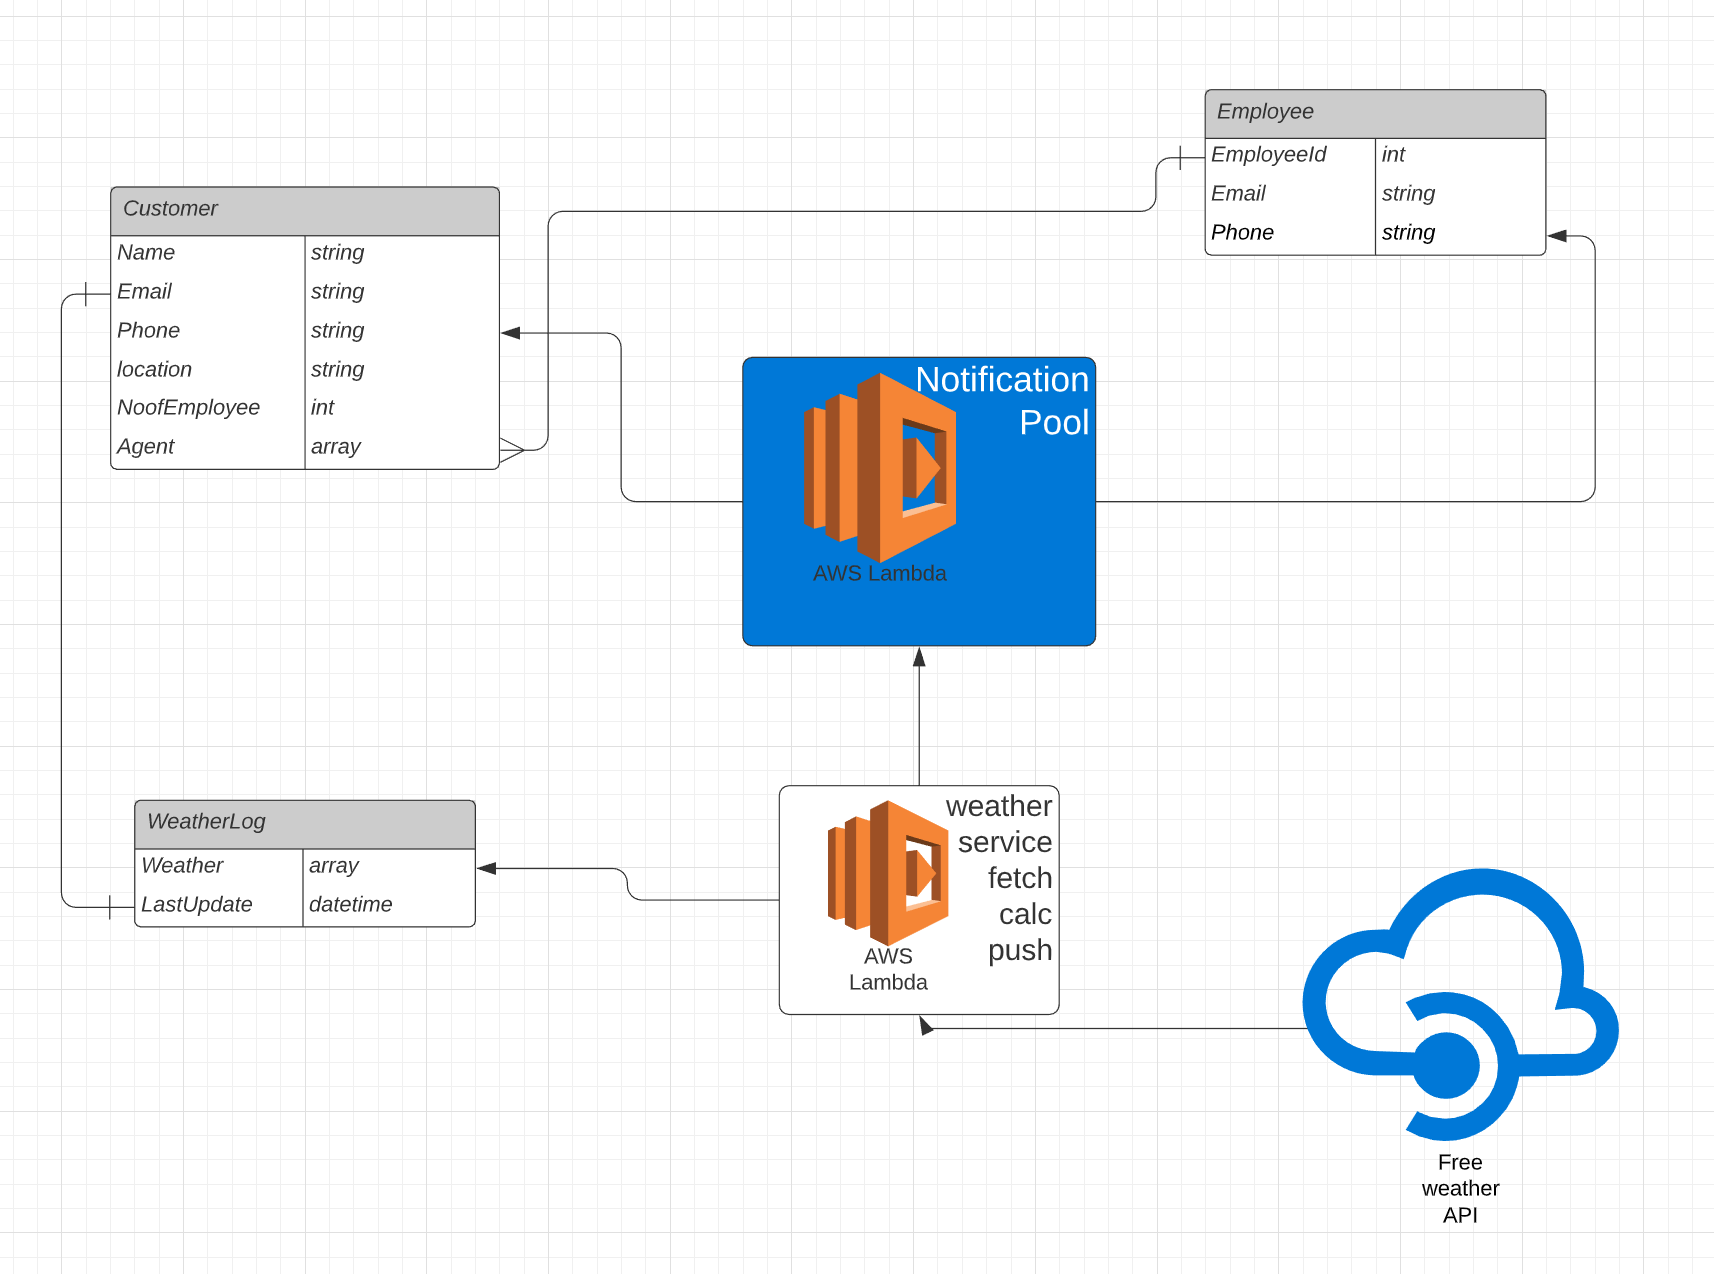 Employee
EmployeeId int
Email string
Phone string
Customer
Name string
Email string
Phone string
location string
NoofEmployee int
Agent array
Notification
Pool
AWS Lambda
WeatherLog
Weather array
LastUpdate datetime
weather
service
fetch
calc
push
AWS
Lambda
Free
weather
API